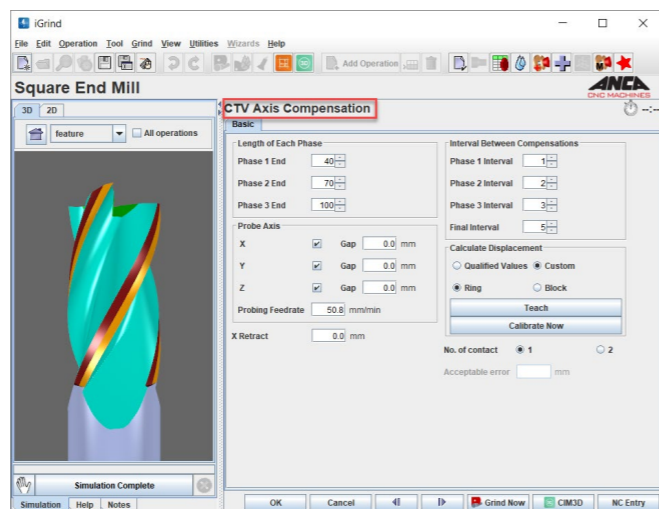 iGrind
File Edit Operation Tool Grind View Utilities Wizards Help
Add Operation
Square End Mill
ANCA
CNC MACHINES
3D 2D
feature All operations
Simulation Complete
Simulation Help Notes
CTV Axis Compensation
--:--
Basic
Length of Each Phase
Phase 1 End 40
Phase 2 End 70
Phase 3 End 100
Probe Axis
X Gap 0.0 mm
Y Gap 0.0 mm
Z Gap 0.0 mm
Probing Feedrate 50.8 mm/min
X Retract 0.0 mm
Interval Between Compensations
Phase 1 Interval 1
Phase 2 Interval 2
Phase 3 Interval 3
Final Interval 5
Calculate Displacement
Qualified Values Custom
Ring Block
Teach
Calibrate Now
No. of contact 1 2
Acceptable error mm
OK Cancel Grind Now CIM3D NC Entry